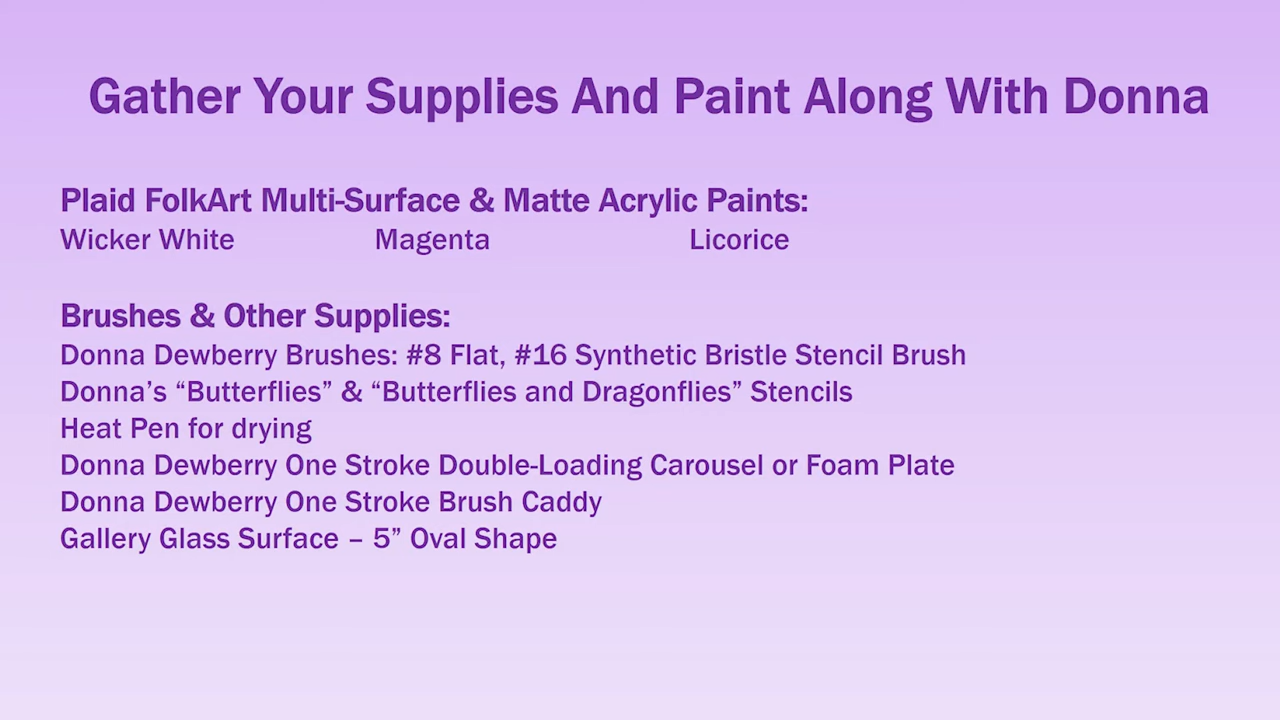 Gather Your Supplies And Paint Along With Donna
Plaid FolkArt Multi-Surface & Matte Acrylic Paints:
Wicker White Magenta Licorice
Brushes & Other Supplies:
Donna Dewberry Brushes: #8 Flat, #16 Synthetic Bristle Stencil Brush
Donna’s “Butterflies” & “Butterflies and Dragonflies” Stencils
Heat Pen for drying
Donna Dewberry One Stroke Double-Loading Carousel or Foam Plate
Donna Dewberry One Stroke Brush Caddy
Gallery Glass Surface – 5” Oval Shape